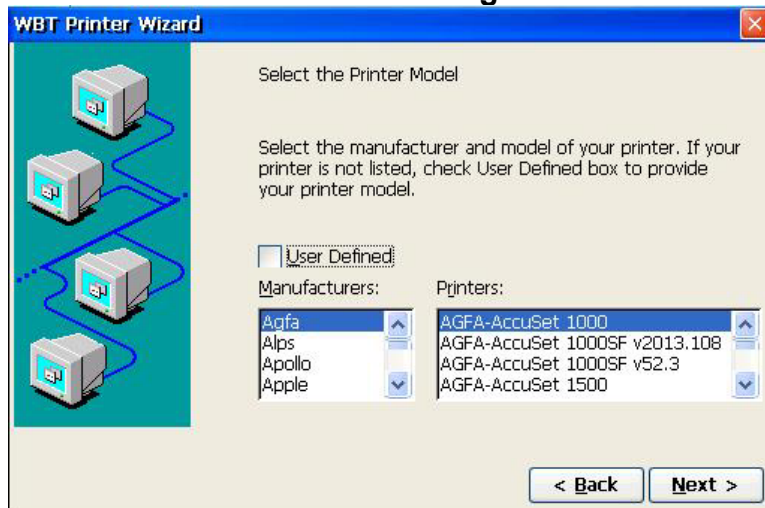 WBT Printer Wizard
Select the Printer Model
Select the manufacturer and model of your printer. If your
printer is not listed, check User Defined box to provide
your printer model.
User Defined
Manufacturers:
Printers:
Agfa
Alps
Apollo
Apple
AGFA-AccuSet 1000
AGFA-AccuSet 1000SF v2013.108
AGFA-AccuSet 1000SF v52.3
AGFA-AccuSet 1500
< Back
Next >